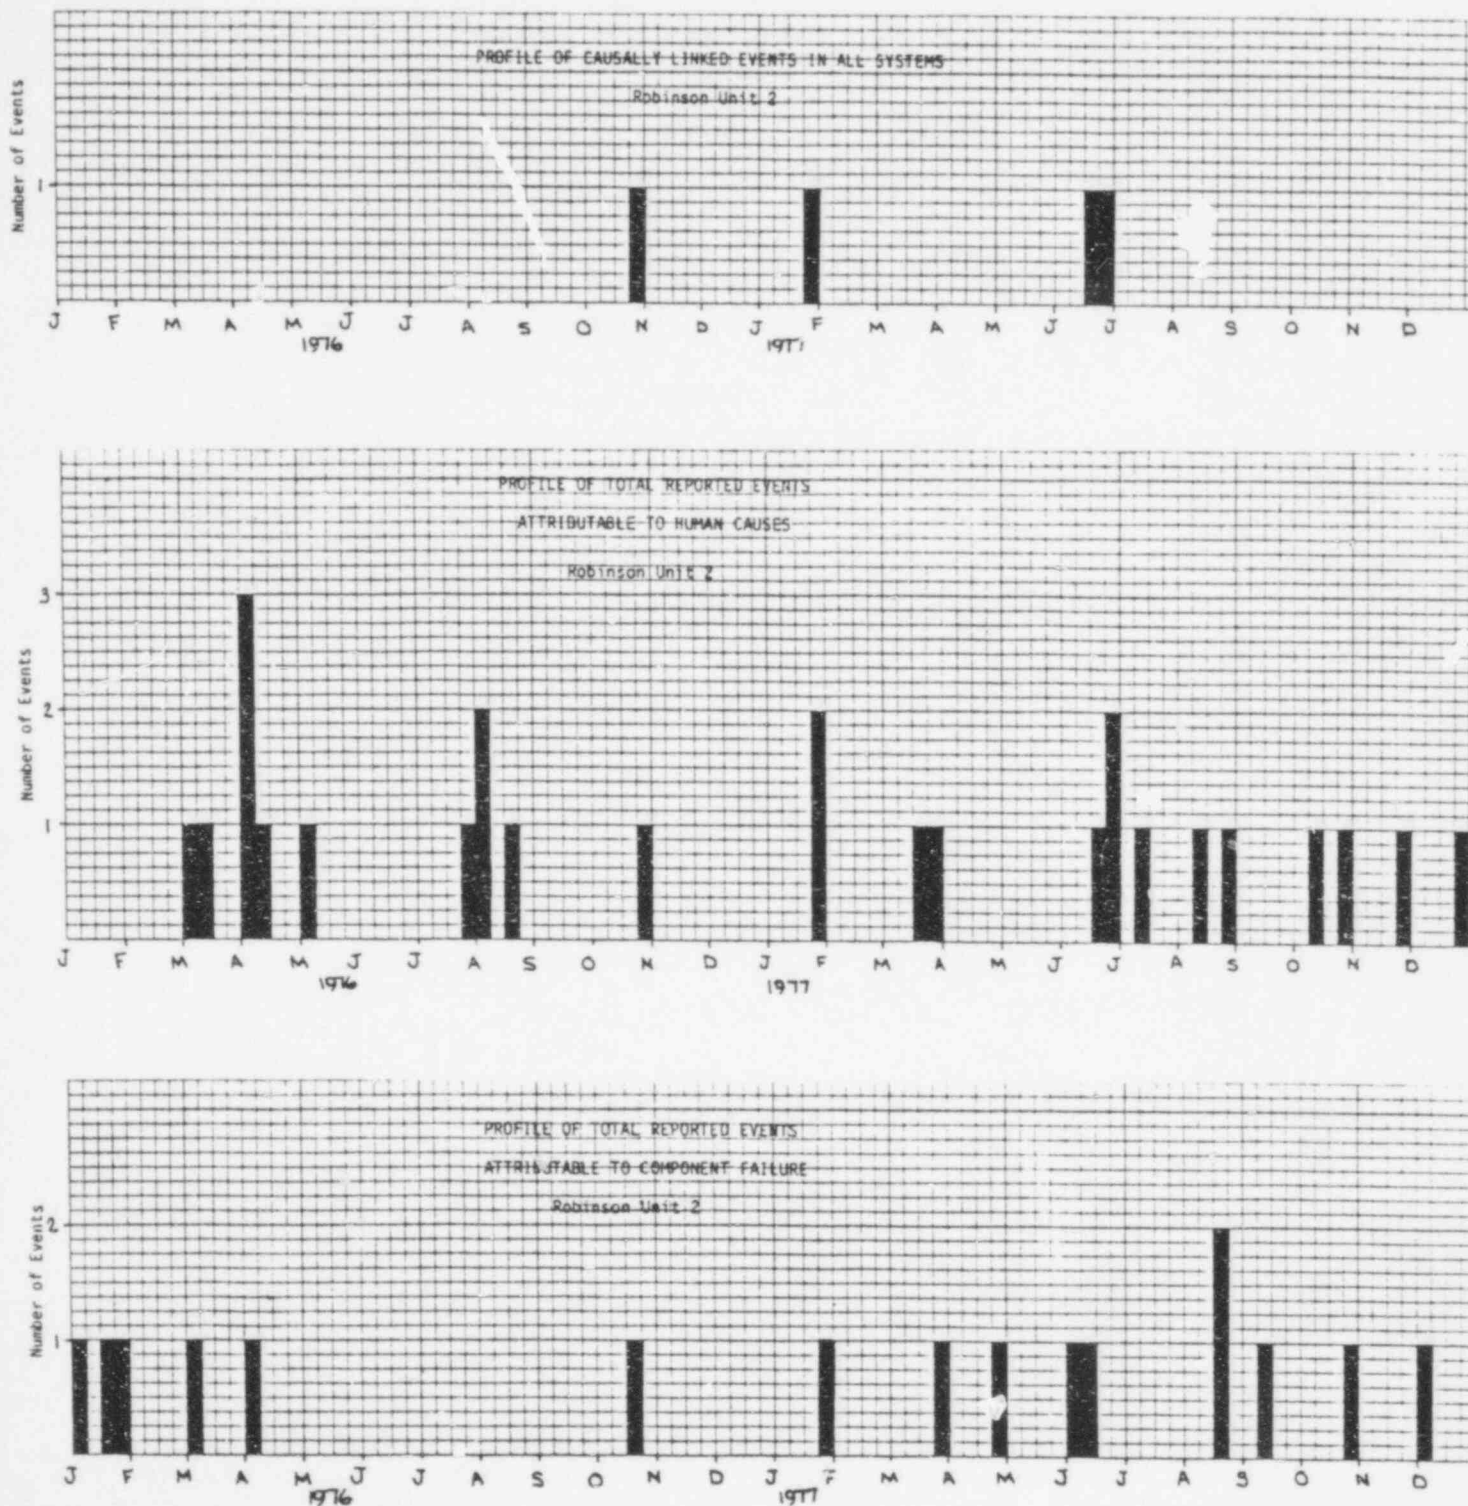 PROFILE OF CAUSALLY LINKED EVENTS IN ALL SYSTEMS
Robinson Unit 2
Number of Events
1
J F M A M J J A S O N D J F M A M J J A S O N D
1976 1977
PROFILE OF TOTAL REPORTED EVENTS
ATTRIBUTABLE TO HUMAN CAUSES
Robinson Unit 2
Number of Events
3
2
1
J F M A M J J A S O N D J F M A M J J A S O N D
1976 1977
PROFILE OF TOTAL REPORTED EVENTS
ATTRIBUTABLE TO COMPONENT FAILURE
Robinson Unit 2
Number of Events
2
1
J F M A M J J A S O N D J F M A M J J A S O N D
1976 1977